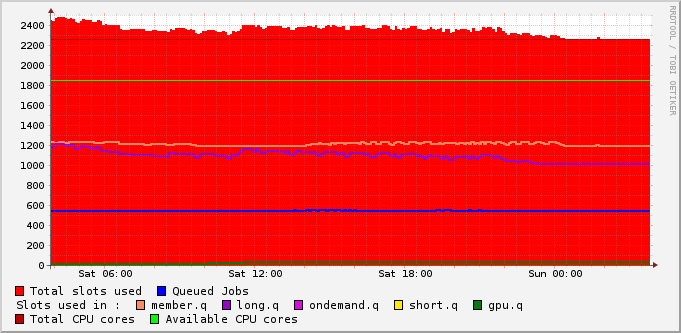 RRDTOOL / TOBI OETIKER
2400
2200
2000
1800
1600
1400
1200
1000
800
600
400
200
0
Sat 06:00 Sat 12:00 Sat 18:00 Sun 00:00
Total slots used Queued Jobs
Slots used in : member.q long.q ondemand.q short.q gpu.q
Total CPU cores Available CPU cores